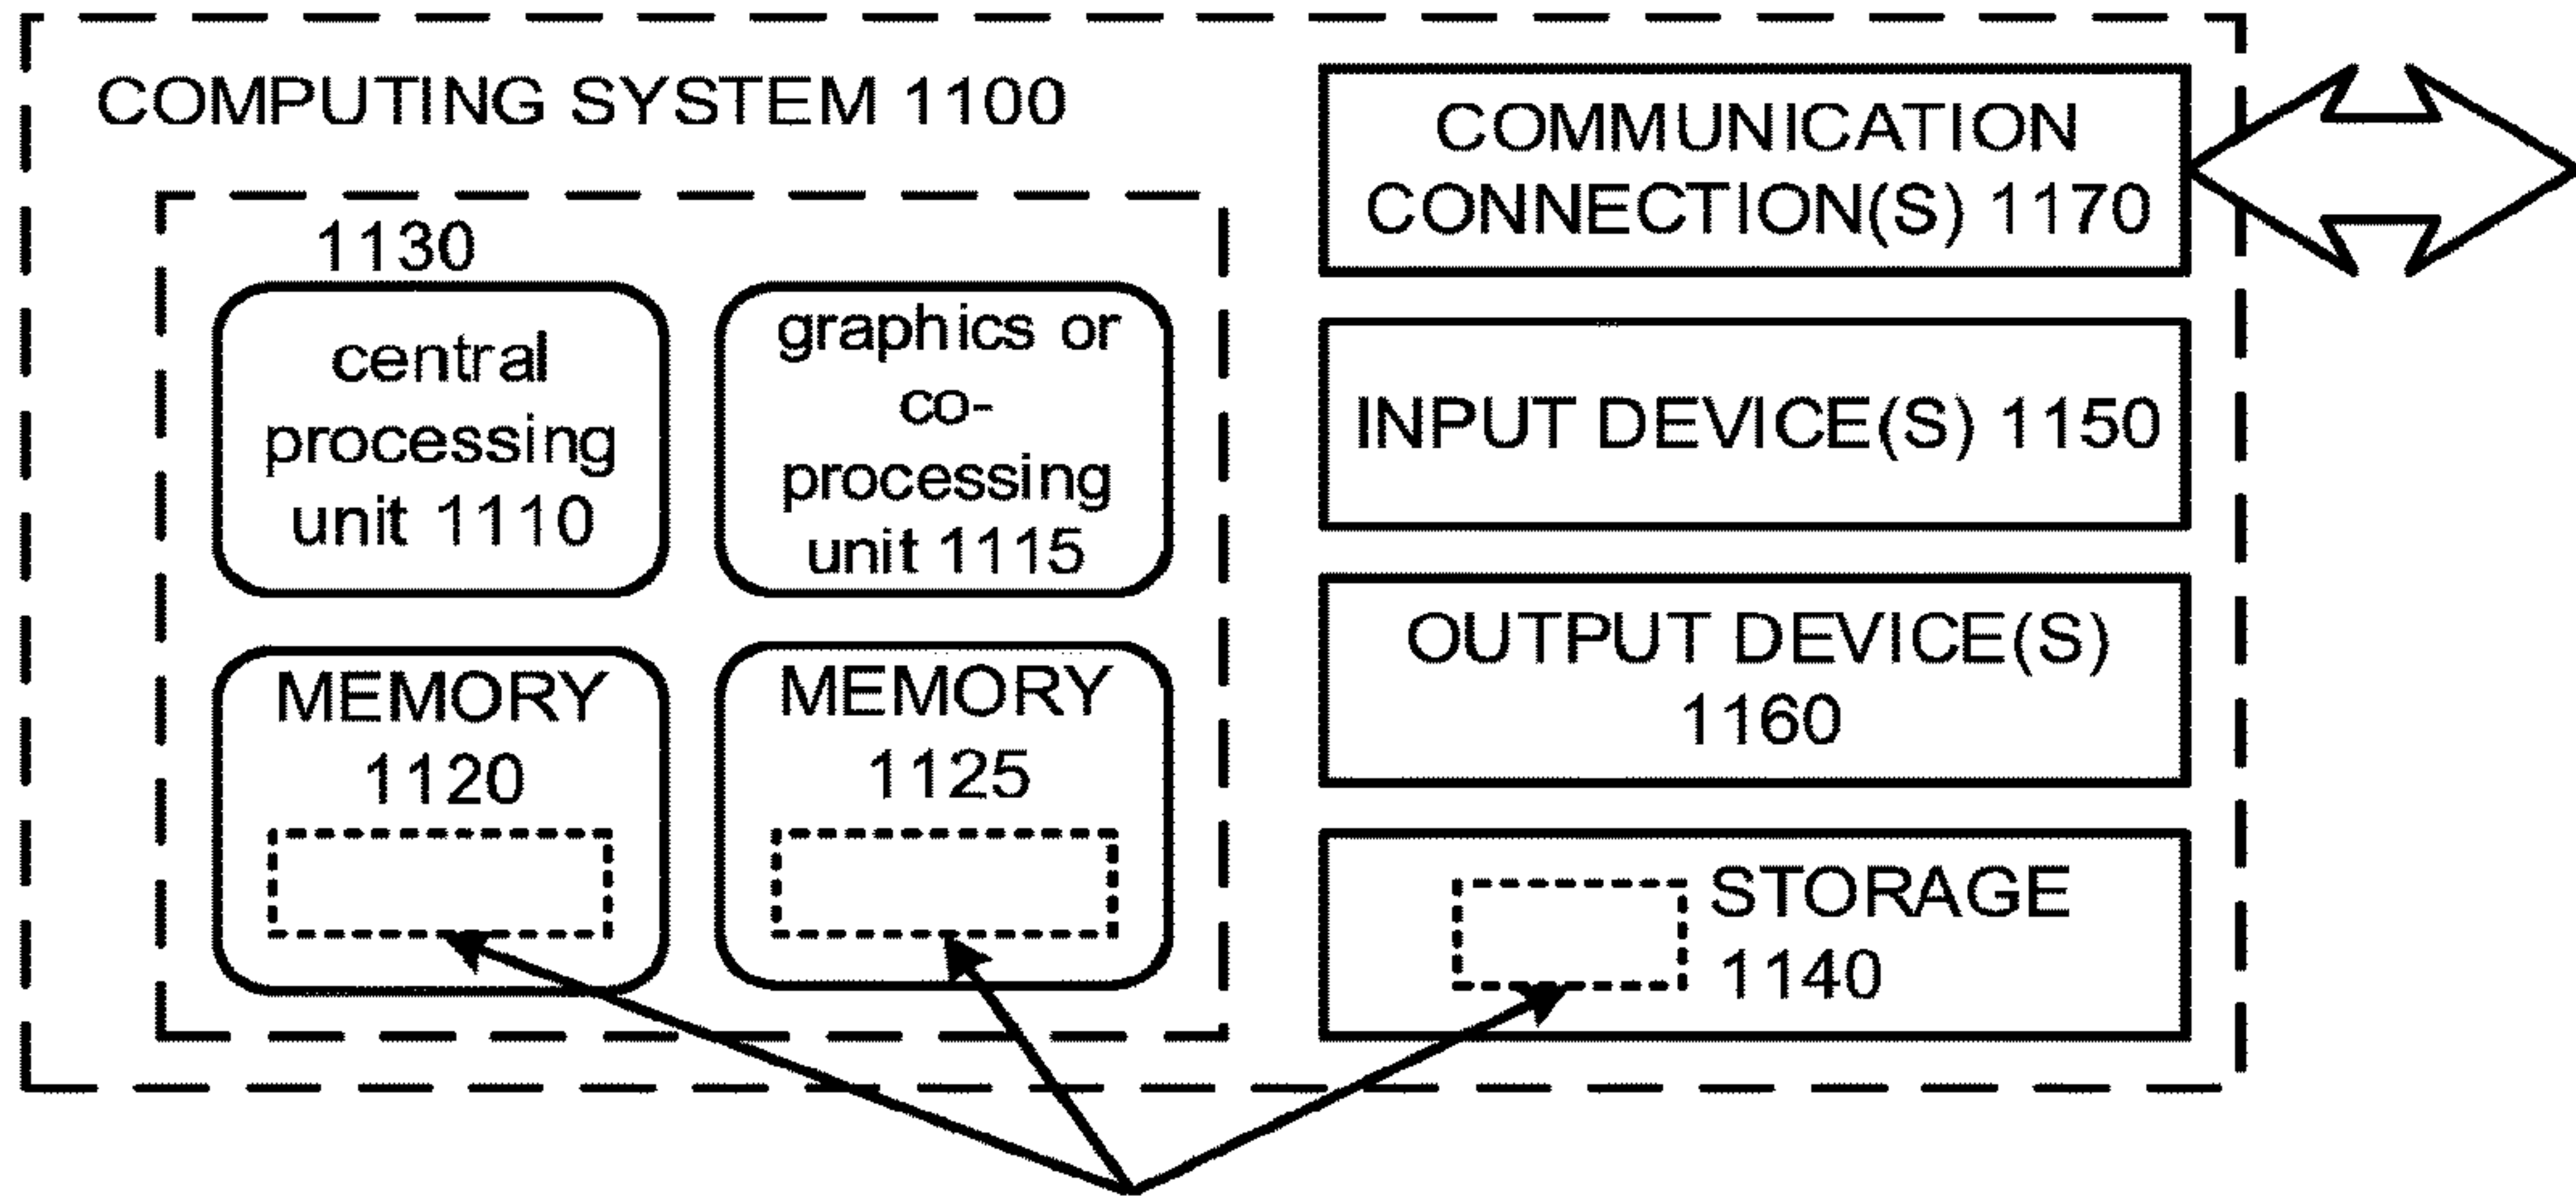 COMPUTING SYSTEM 1100
1130
central
processing
unit 1110
graphics or
co-
processing
unit 1115
MEMORY
1120
MEMORY
1125
COMMUNICATION
CONNECTION(S) 1170
INPUT DEVICE(S) 1150
OUTPUT DEVICE(S)
1160
STORAGE
1140